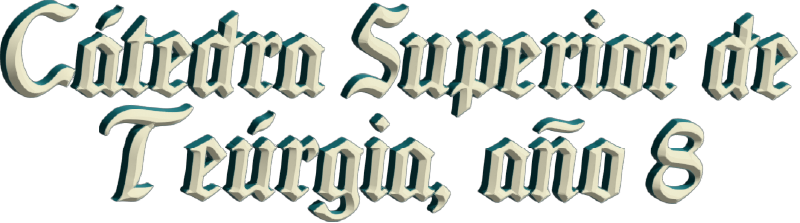 Cátedra Superior de
Teúrgia, año 8